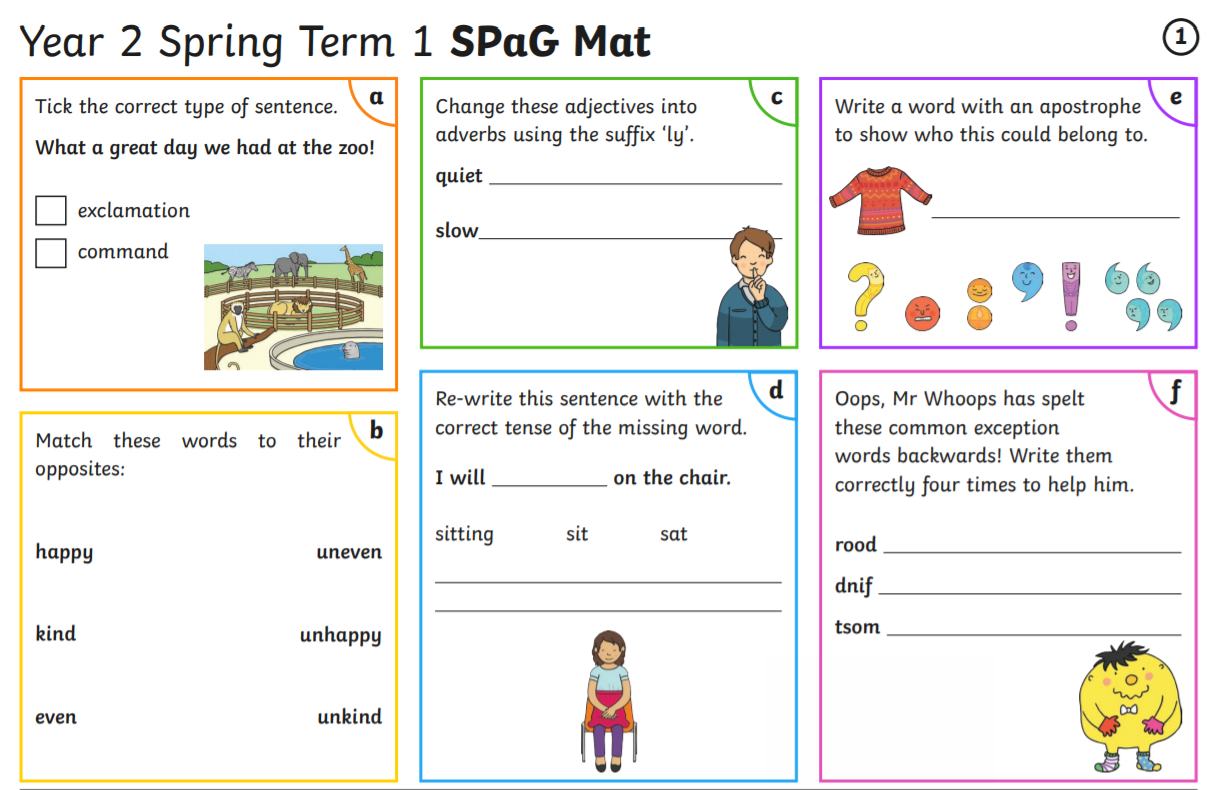 Year 2 Spring Term 1 SPaG Mat
1
a
Tick the correct type of sentence.
What a great day we had at the zoo!
exclamation
command
b
Match these words to their
opposites:
happy uneven
kind unhappy
even unkind
c
Change these adjectives into
adverbs using the suffix ‘ly’.
quiet
slow
d
Re-write this sentence with the
correct tense of the missing word.
I will ___ on the chair.
sitting sit sat
e
Write a word with an apostrophe
to show who this could belong to.
f
Oops, Mr Whoops has spelt
these common exception
words backwards! Write them
correctly four times to help him.
rood
dnif
tsom